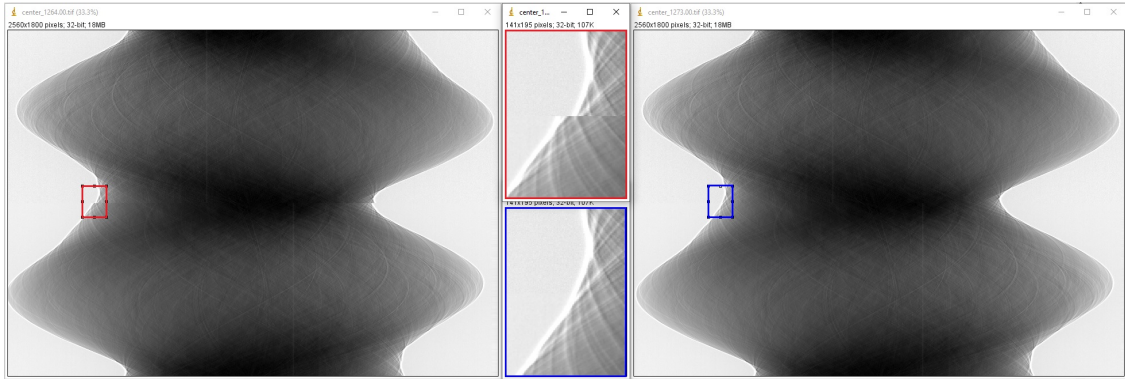 center_1264.00.tif (33.3%)
2560x1800 pixels; 32-bit; 18MB
center_1...
141x195 pixels; 32-bit; 107K
141x195 pixels; 32-bit; 107K
center_1273.00.tif (33.3%)
2560x1800 pixels; 32-bit; 18MB